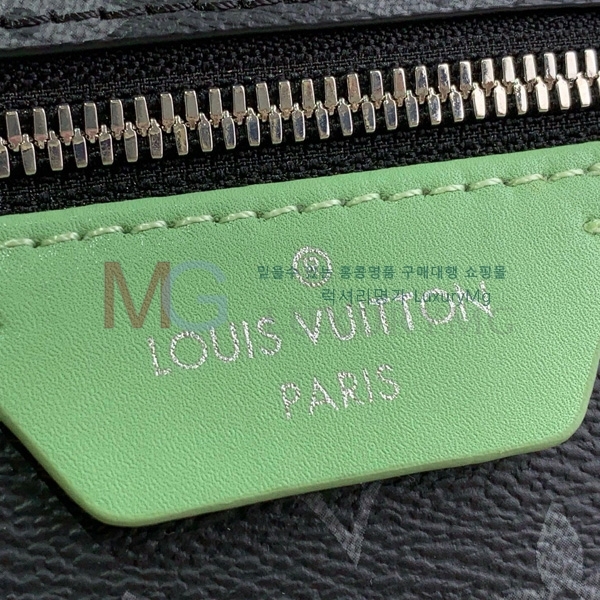 ®
믿을수 있는 홍콩명품 구매대행 쇼핑몰
MG
럭셔리명가 LuxuryMg
LOUIS VUITTON
PARIS